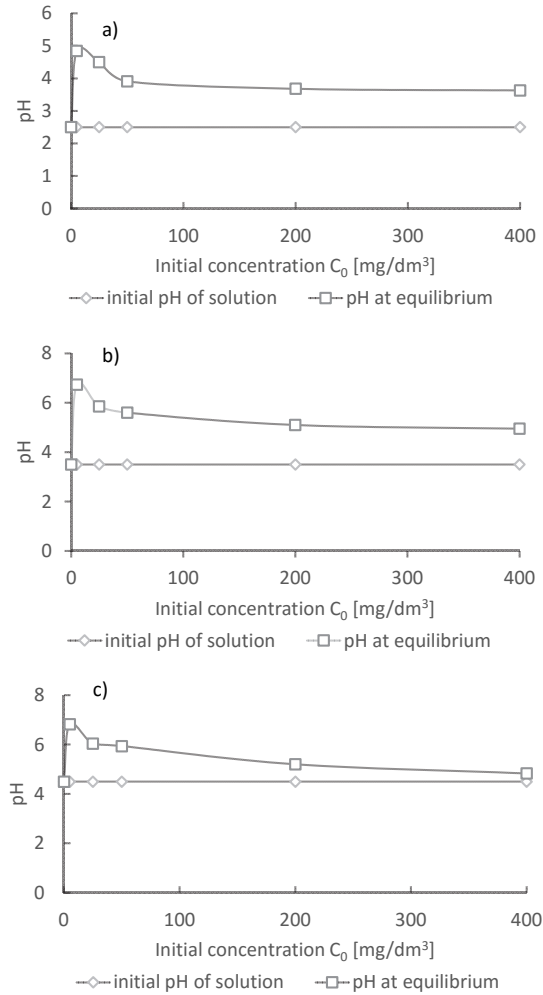 a)
6
5
4
3
2
1
0
pH
0 100 200 300 400
Initial concentration C₀ [mg/dm³]
initial pH of solution pH at equilibrium
b)
8
6
4
2
0
pH
0 100 200 300 400
Initial concentration C₀ [mg/dm³]
initial pH of solution pH at equilibrium
c)
8
6
4
2
0
pH
0 100 200 300 400
Initial concentration C₀ [mg/dm³]
initial pH of solution pH at equilibrium